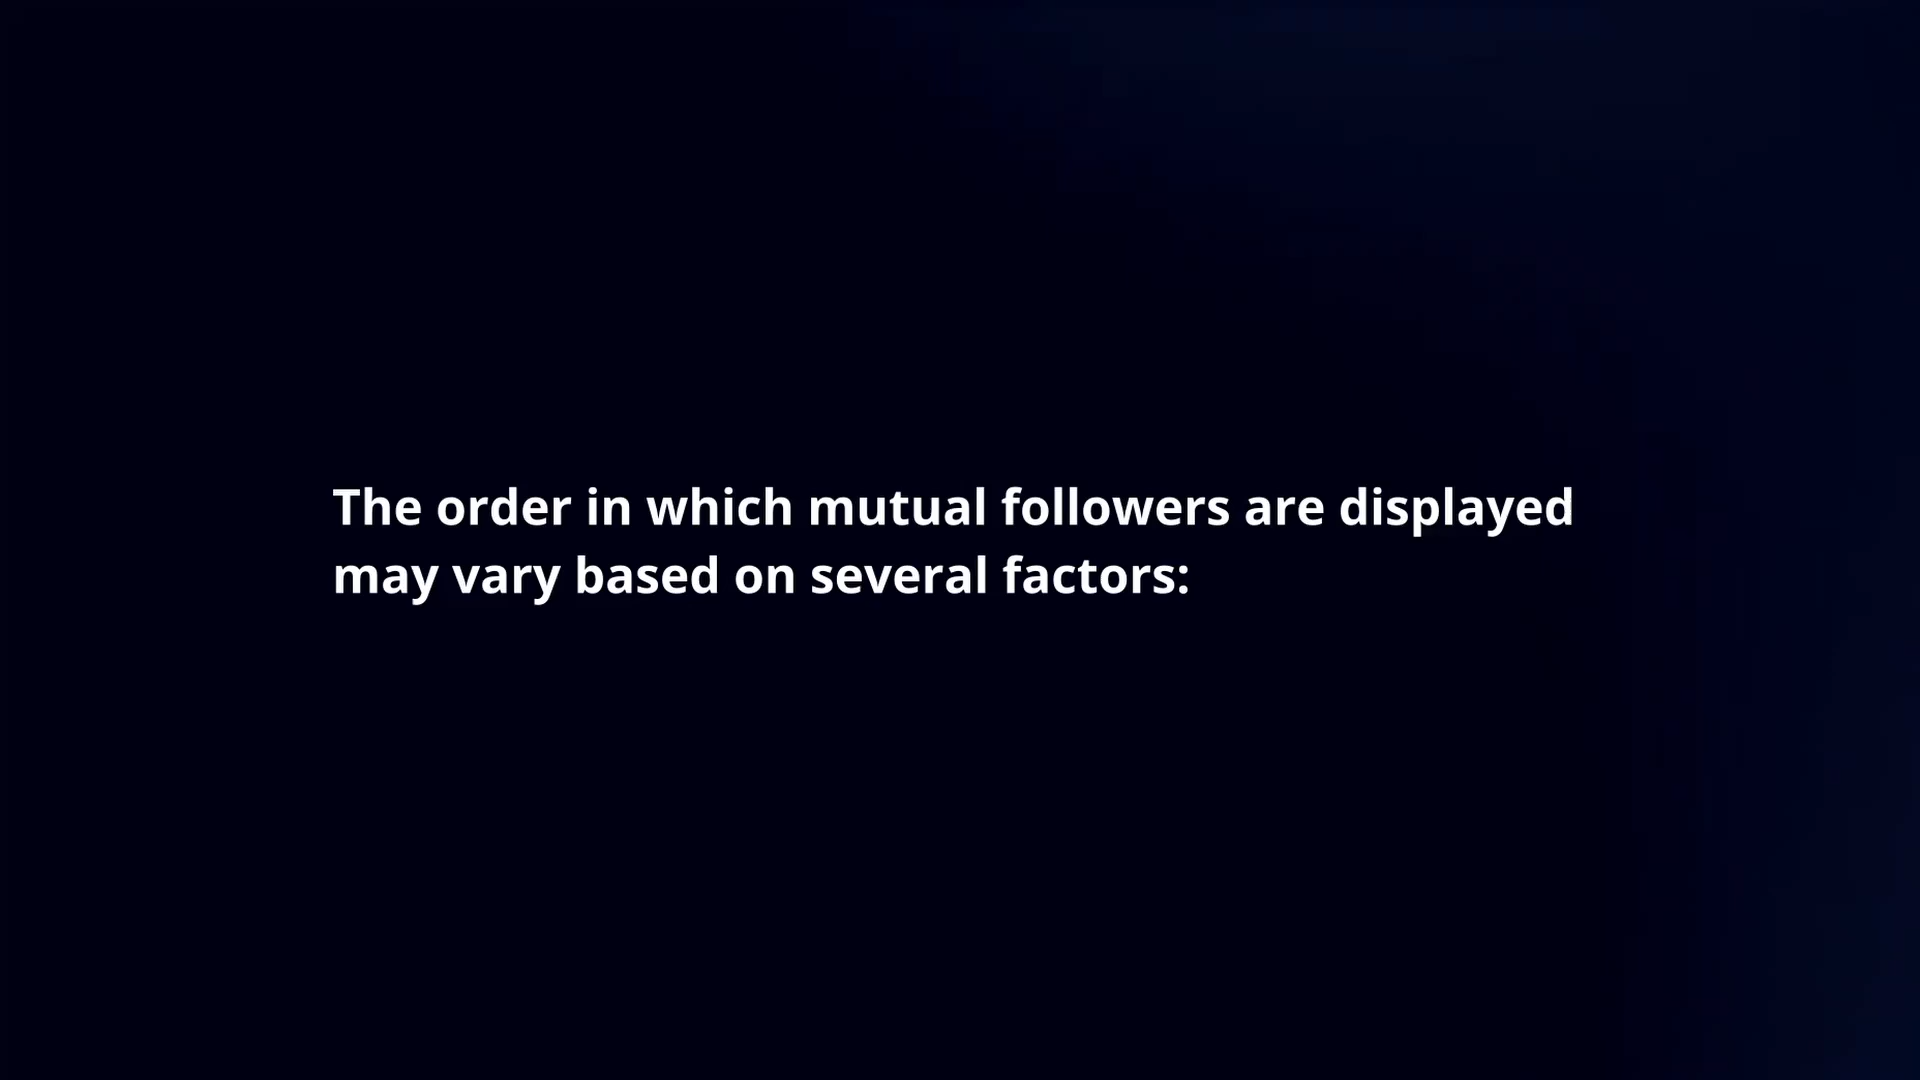 The order in which mutual followers are displayed
may vary based on several factors: